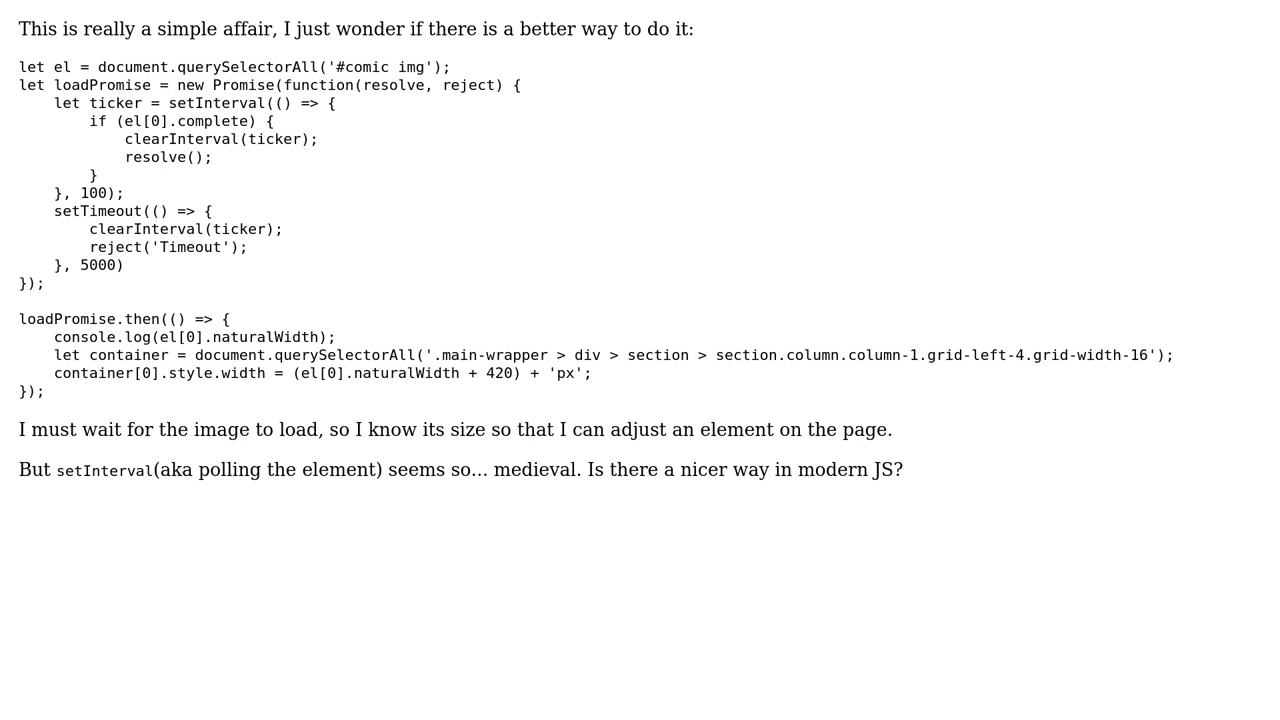 This is really a simple affair, I just wonder if there is a better way to do it:
let el = document.querySelectorAll('#comic img');
let loadPromise = new Promise(function(resolve, reject) {
    let ticker = setInterval(() => {
        if (el[0].complete) {
            clearInterval(ticker);
            resolve();
        }
    }, 100);
    setTimeout(() => {
        clearInterval(ticker);
        reject('Timeout');
    }, 5000)
});

loadPromise.then(() => {
    console.log(el[0].naturalWidth);
    let container = document.querySelectorAll('.main-wrapper > div > section > section.column.column-1.grid-left-4.grid-width-16');
    container[0].style.width = (el[0].naturalWidth + 420) + 'px';
});
I must wait for the image to load, so I know its size so that I can adjust an element on the page.
But setInterval(aka polling the element) seems so... medieval. Is there a nicer way in modern JS?